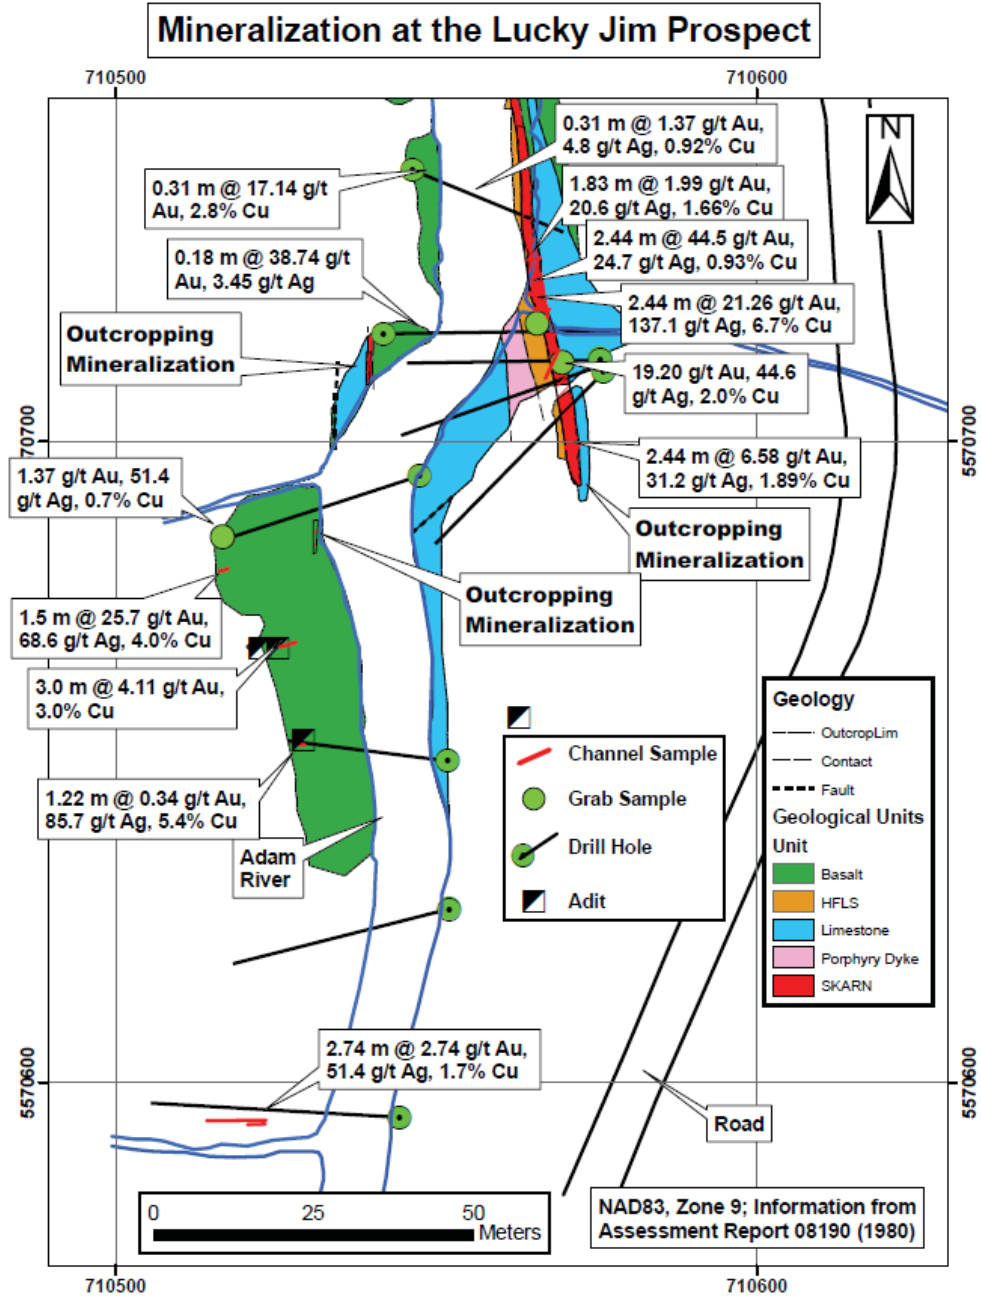 Mineralization at the Lucky Jim Prospect
710500
710600
N
0.31 m @ 1.37 g/t Au,
4.8 g/t Ag, 0.92% Cu
0.31 m @ 17.14 g/t
Au, 2.8% Cu
1.83 m @ 1.99 g/t Au,
20.6 g/t Ag, 1.66% Cu
2.44 m @ 44.5 g/t Au,
24.7 g/t Ag, 0.93% Cu
0.18 m @ 38.74 g/t
Au, 3.45 g/t Ag
2.44 m @ 21.26 g/t Au,
137.1 g/t Ag, 6.7% Cu
Outcropping
Mineralization
19.20 g/t Au, 44.6
g/t Ag, 2.0% Cu
5570700
5570700
1.37 g/t Au, 51.4
g/t Ag, 0.7% Cu
2.44 m @ 6.58 g/t Au,
31.2 g/t Ag, 1.89% Cu
Outcropping
Mineralization
Outcropping
Mineralization
1.5 m @ 25.7 g/t Au,
68.6 g/t Ag, 4.0% Cu
3.0 m @ 4.11 g/t Au,
3.0% Cu
1.22 m @ 0.34 g/t Au,
85.7 g/t Ag, 5.4% Cu
Adam
River
Channel Sample
Grab Sample
Drill Hole
Adit
Geology
OutcropLim
Contact
Fault
Geological Units
Unit
Basalt
HFLS
Limestone
Porphyry Dyke
SKARN
2.74 m @ 2.74 g/t Au,
51.4 g/t Ag, 1.7% Cu
5570600
5570600
Road
0 25 50
Meters
NAD83, Zone 9; Information from
Assessment Report 08190 (1980)
710500
710600